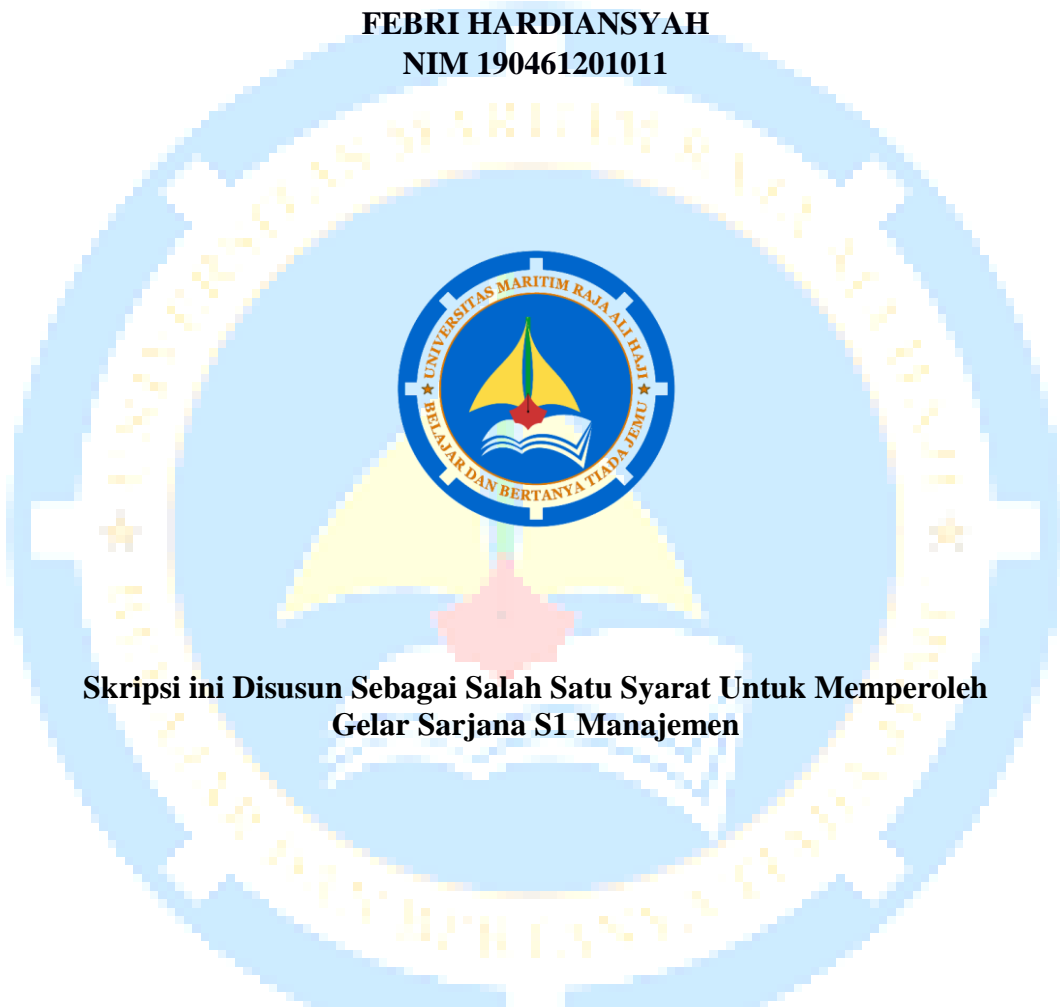 FEBRI HARDIANSYAH
NIM 190461201011
UNIVERSITAS MARITIM RAJA ALI HAJI
BELAJAR DAN BERTANYA TIADA JEMU
Skripsi ini Disusun Sebagai Salah Satu Syarat Untuk Memperoleh
Gelar Sarjana S1 Manajemen